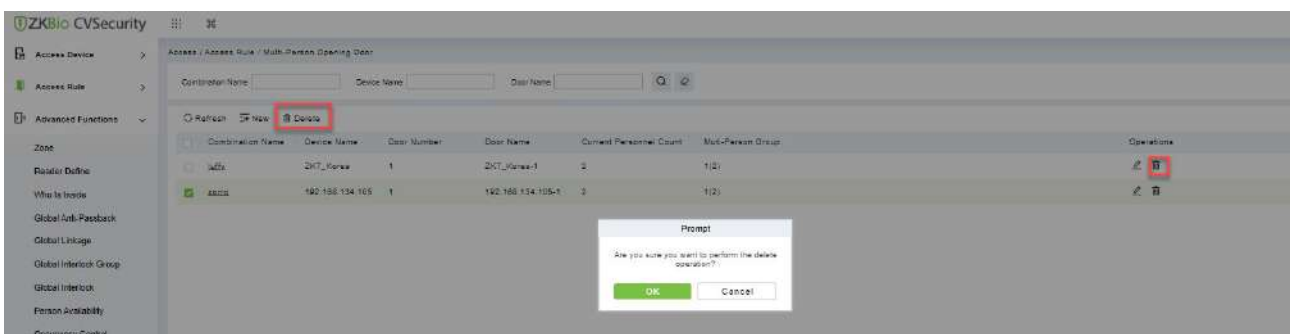 ZKBio CVSecurity
Access Device
Access / Access Rule / Multi-Person Opening Door
Access Rule
Combination Name Device Name Door Name
Advanced Functions
Refresh New Delete
Combination Name Device Name Door Number Door Name Current Personnel Count Multi-Person Group Operations
Zone
ZKT_Korea 1 ZKT_Korea-1 2 1(2)
Reader Define
192.168.134.105 1 192.168.134.105-1 2 1(2)
Who Is Inside
Global Anti-Passback
Global Linkage
Global Interlock Group
Global Interlock
Person Availability
Occupancy Control
Prompt
Are you sure you want to perform the delete
operation?
OK Cancel